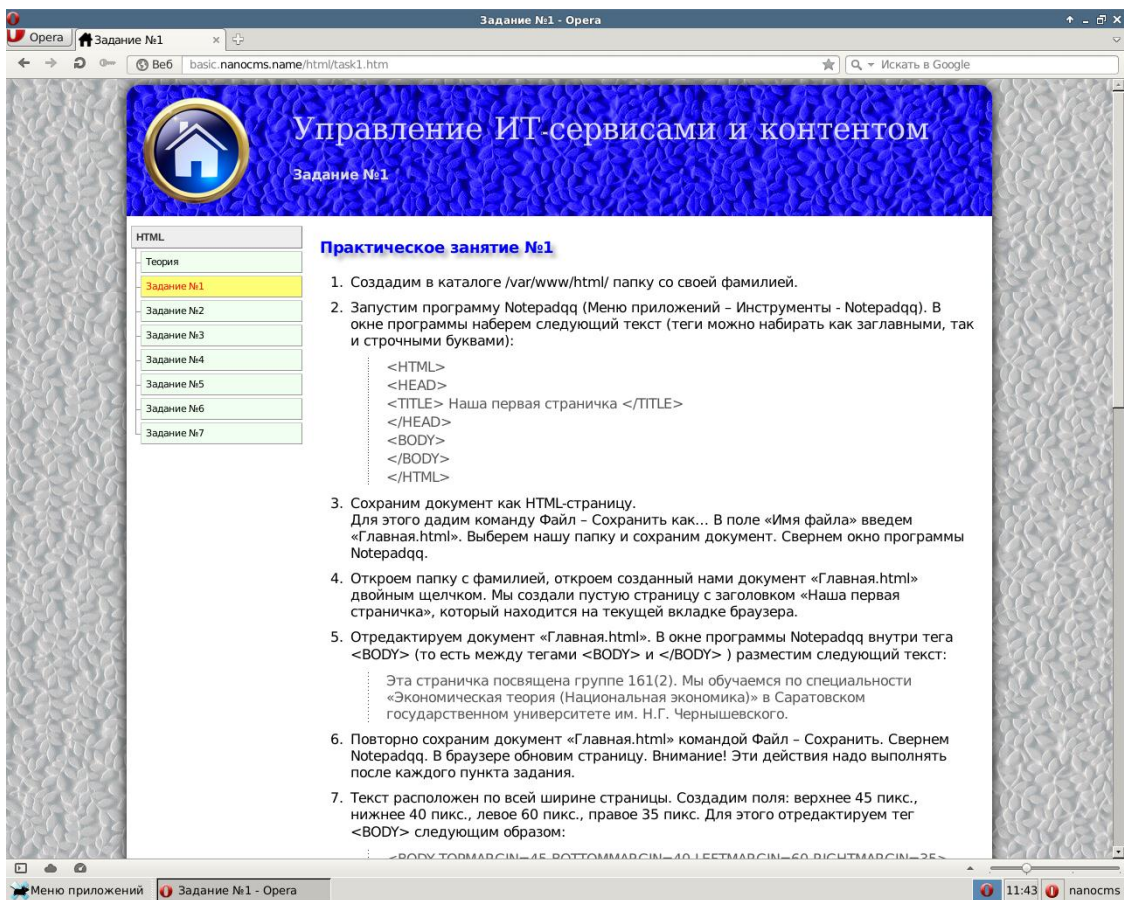 Задание №1 - Opera
Opera
Задание №1
Веб
basic.nanocms.name/html/task1.htm
Искать в Google
Управление ИТ-сервисами и контентом
Задание №1
HTML
Теория
Задание №1
Задание №2
Задание №3
Задание №4
Задание №5
Задание №6
Задание №7
Практическое занятие №1
1. Создадим в каталоге /var/www/html/ папку со своей фамилией.
2. Запустим программу Notepadqq (Меню приложений – Инструменты - Notepadqq). В
окне программы наберем следующий текст (теги можно набирать как заглавными, так
и строчными буквами):
<HTML>
<HEAD>
<TITLE> Наша первая страничка </TITLE>
</HEAD>
<BODY>
</BODY>
</HTML>
3. Сохраним документ как HTML-страницу.
Для этого дадим команду Файл – Сохранить как... В поле «Имя файла» введем
«Главная.html». Выберем нашу папку и сохраним документ. Свернем окно программы
Notepadqq.
4. Откроем папку с фамилией, откроем созданный нами документ «Главная.html»
двойным щелчком. Мы создали пустую страницу с заголовком «Наша первая
страничка», который находится на текущей вкладке браузера.
5. Отредактируем документ «Главная.html». В окне программы Notepadqq внутри тега
<BODY> (то есть между тегами <BODY> и </BODY> ) разместим следующий текст:
Эта страничка посвящена группе 161(2). Мы обучаемся по специальности
«Экономическая теория (Национальная экономика)» в Саратовском
государственном университете им. Н.Г. Чернышевского.
6. Повторно сохраним документ «Главная.html» командой Файл – Сохранить. Свернем
Notepadqq. В браузере обновим страницу. Внимание! Эти действия надо выполнять
после каждого пункта задания.
7. Текст расположен по всей ширине страницы. Создадим поля: верхнее 45 пикс.,
нижнее 40 пикс., левое 60 пикс., правое 35 пикс. Для этого отредактируем тег
<BODY> следующим образом:
<BODY TOPMARGIN=45 BOTTOMMARGIN=40 LEFTMARGIN=60 RIGHTMARGIN=35>
Меню приложений
Задание №1 - Opera
11:43
nanocms